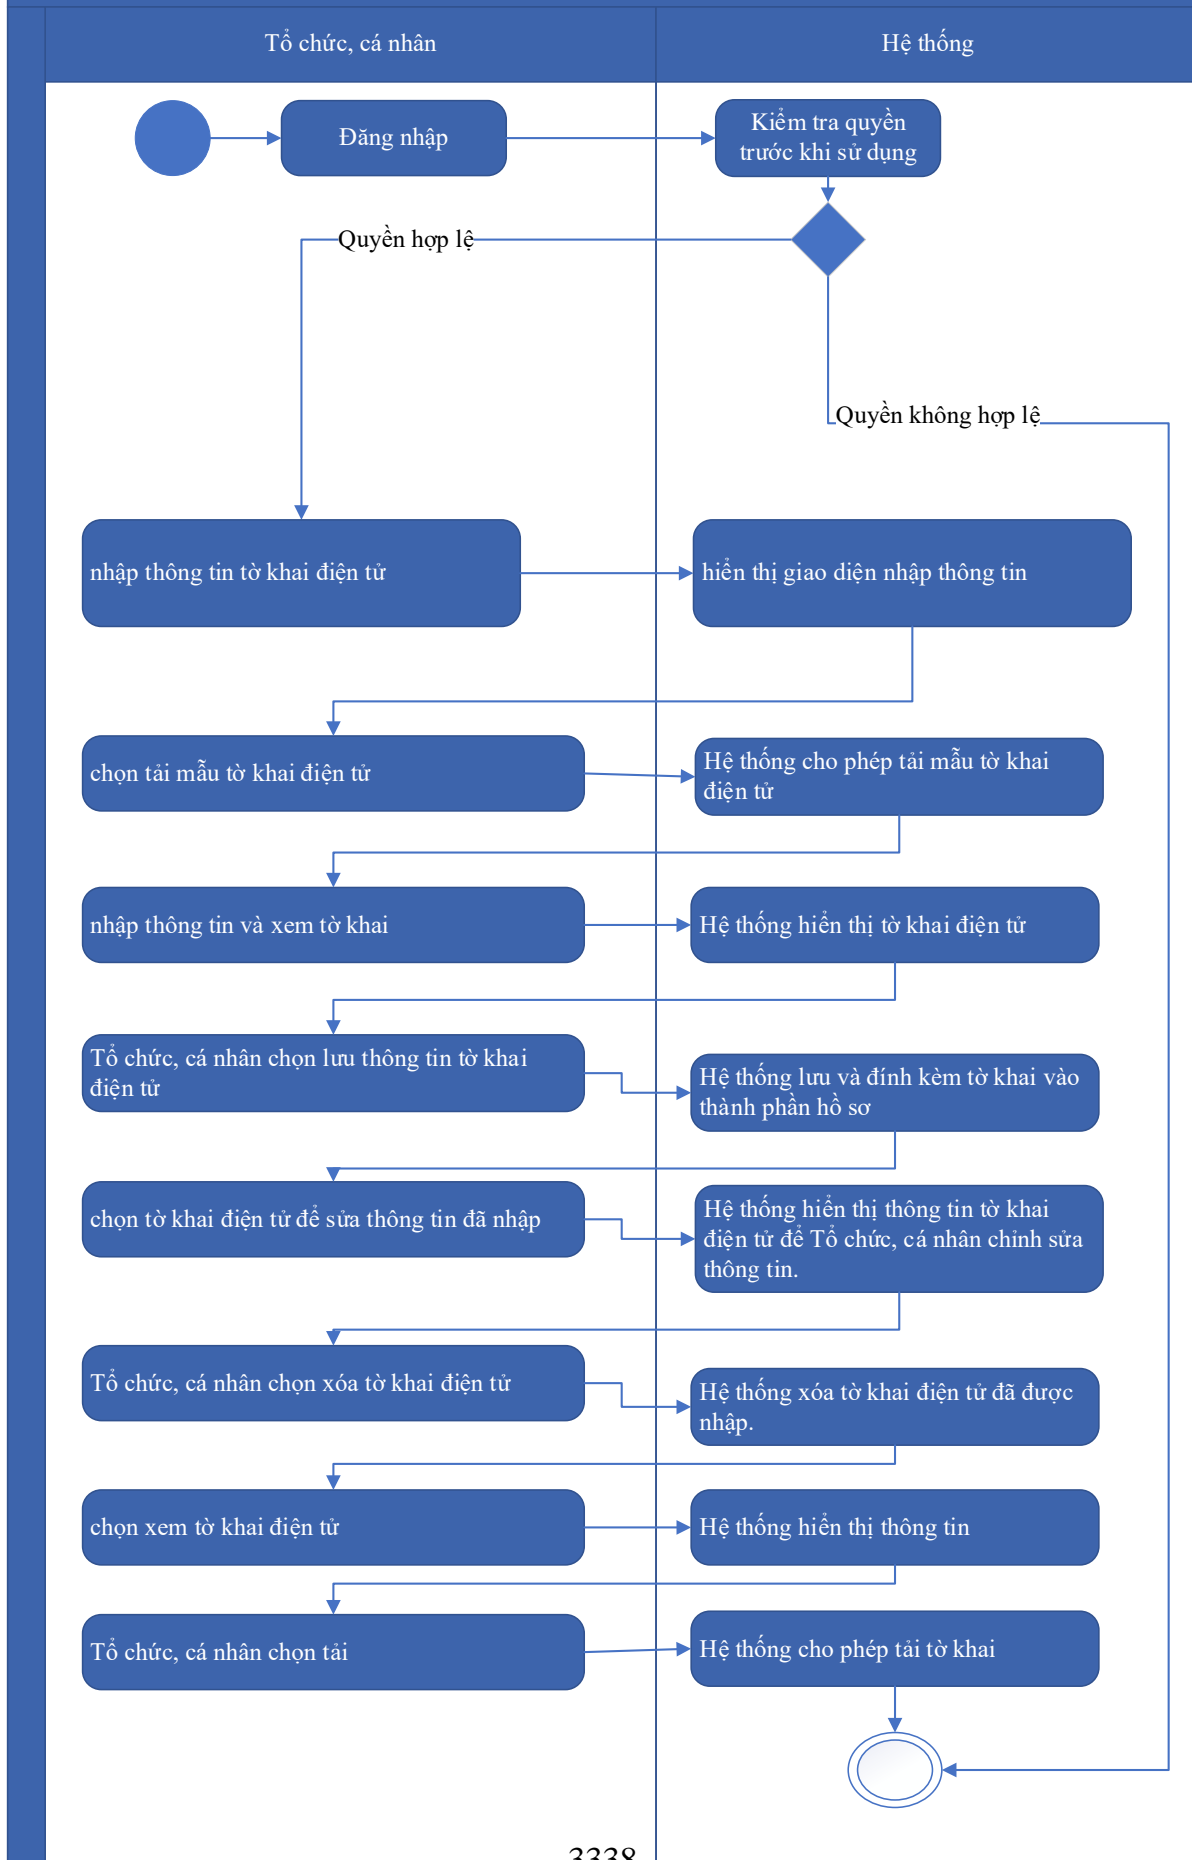 Tổ chức, cá nhân
Hệ thống
Đăng nhập
Kiểm tra quyền
trước khi sử dụng
Quyền hợp lệ
Quyền không hợp lệ
nhập thông tin tờ khai điện tử
hiển thị giao diện nhập thông tin
chọn tải mẫu tờ khai điện tử
Hệ thống cho phép tải mẫu tờ khai
điện tử
nhập thông tin và xem tờ khai
Hệ thống hiển thị tờ khai điện tử
Tổ chức, cá nhân chọn lưu thông tin tờ khai
điện tử
Hệ thống lưu và đính kèm tờ khai vào
thành phần hồ sơ
chọn tờ khai điện tử để sửa thông tin đã nhập
Hệ thống hiển thị thông tin tờ khai
điện tử để Tổ chức, cá nhân chỉnh sửa
thông tin.
Tổ chức, cá nhân chọn xóa tờ khai điện tử
Hệ thống xóa tờ khai điện tử đã được
nhập.
chọn xem tờ khai điện tử
Hệ thống hiển thị thông tin
Tổ chức, cá nhân chọn tải
Hệ thống cho phép tải tờ khai
3338